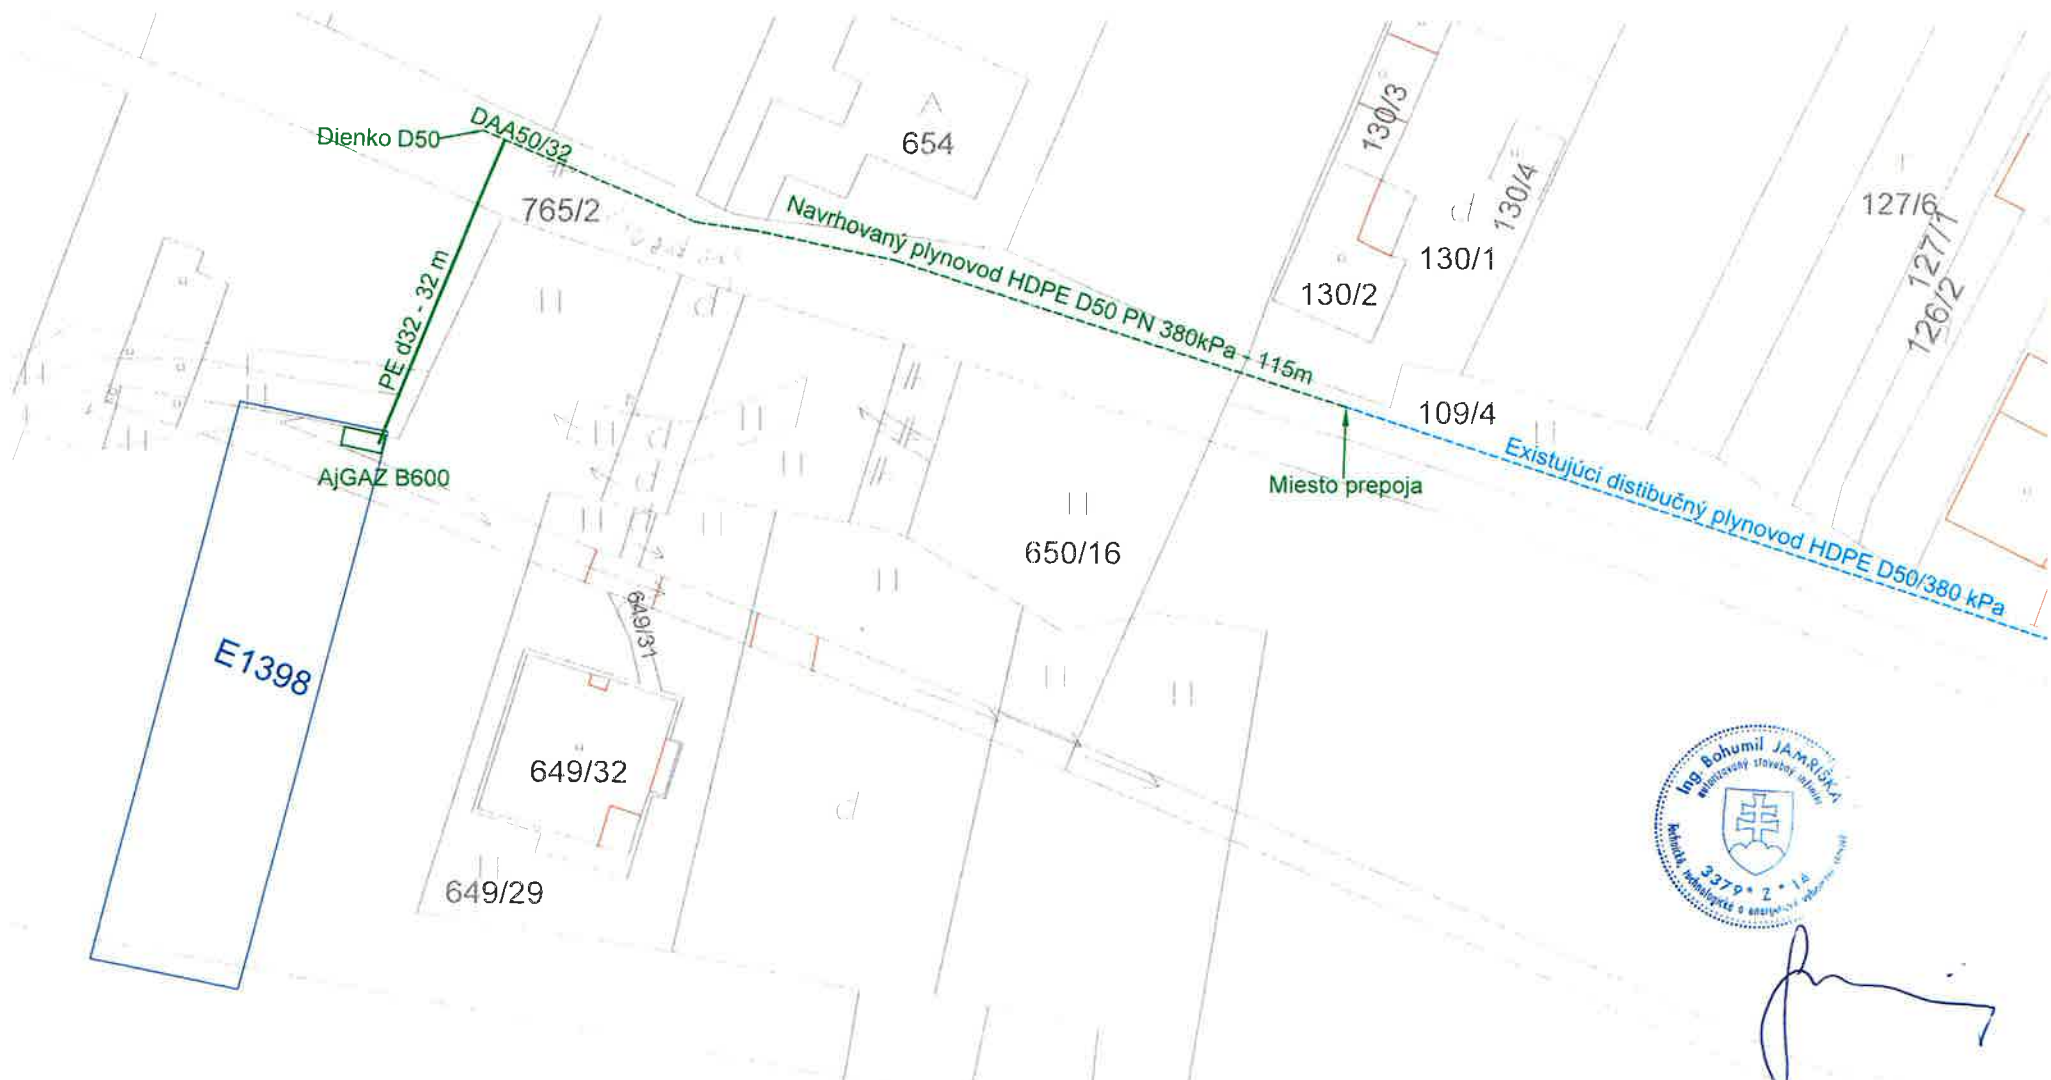 Dienko D50
DAA50/32
765/2
654
130/3
130/4
130/1
130/2
127/6
127/1
126/2
PE d32 - 32 m
Navrhovaný plynovod HDPE D50 PN 380kPa - 115m
109/4
Existujúci distibučný plynovod HDPE D50/380 kPa
AjGAZ B600
Miesto prepoja
650/16
649/31
E1398
649/32
649/29
Ing. Bohumil JAMRIŠKA
autorizovaný stavebný inžinier
3379 * Z *